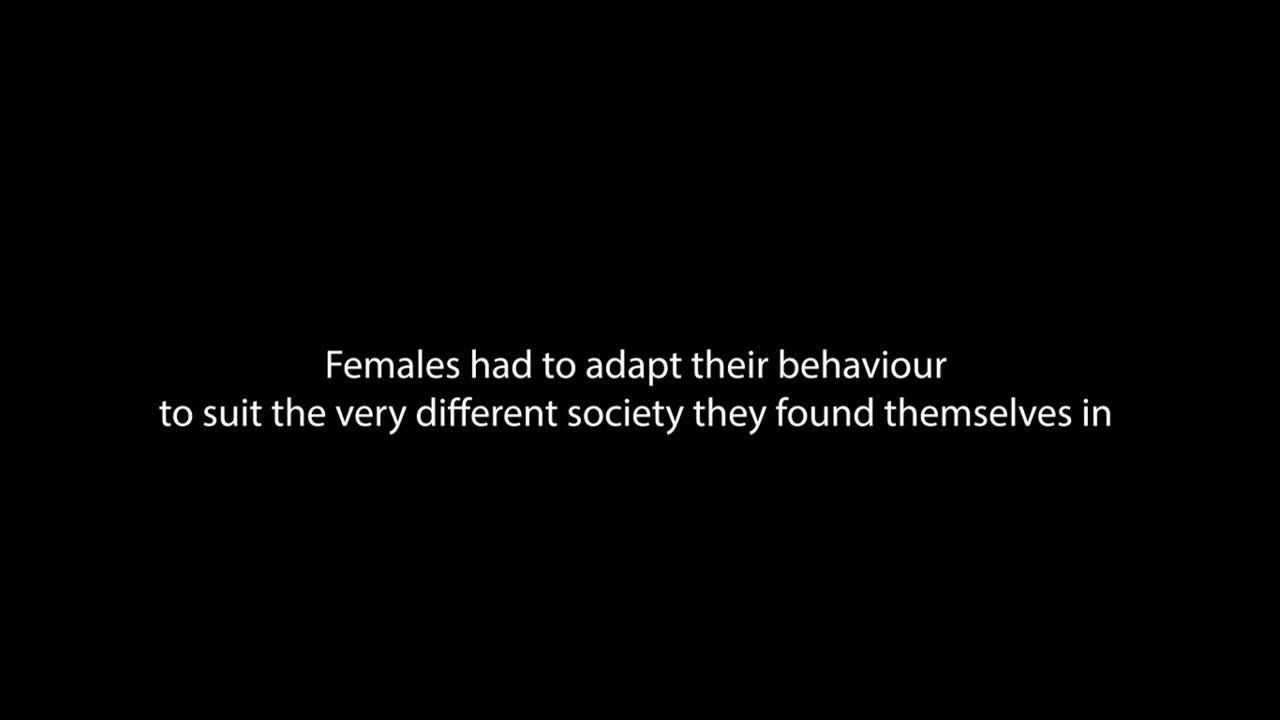 Females had to adapt their behaviour
to suit the very different society they found themselves in